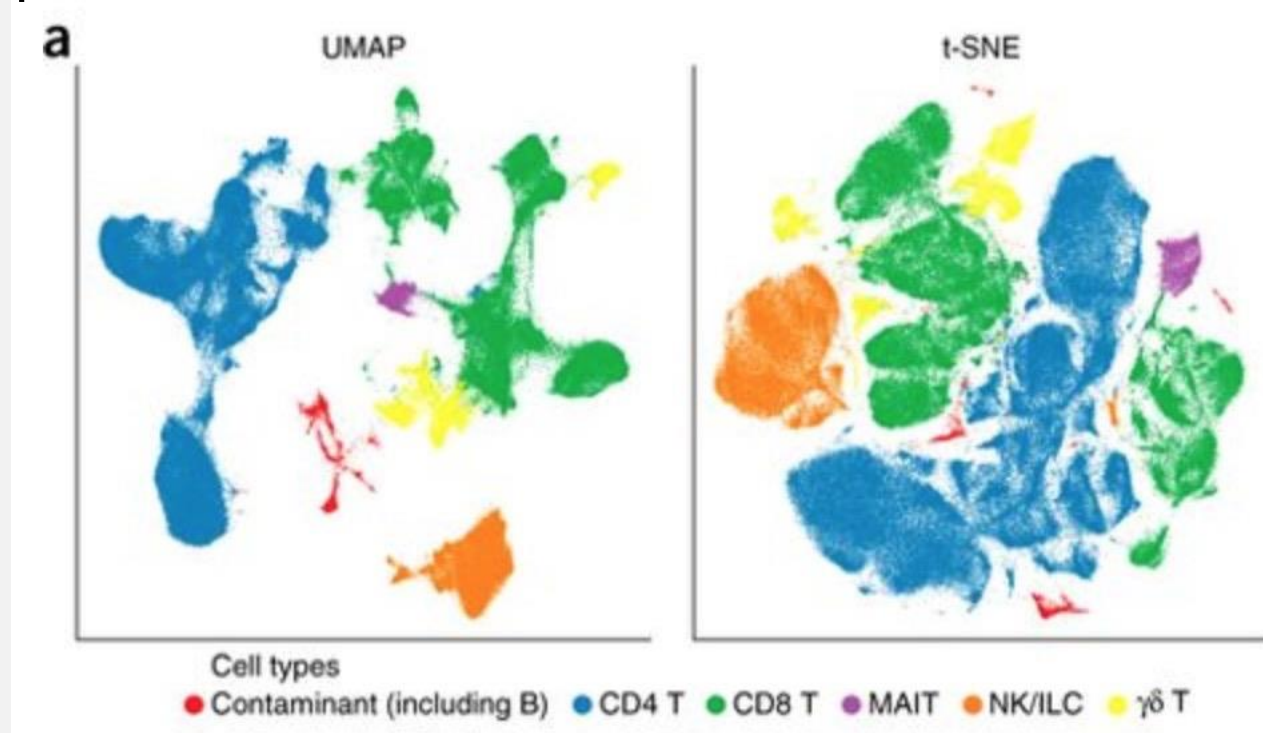 a
UMAP
t-SNE
Cell types
Contaminant (including B) CD4 T CD8 T MAIT NK/ILC γδ T